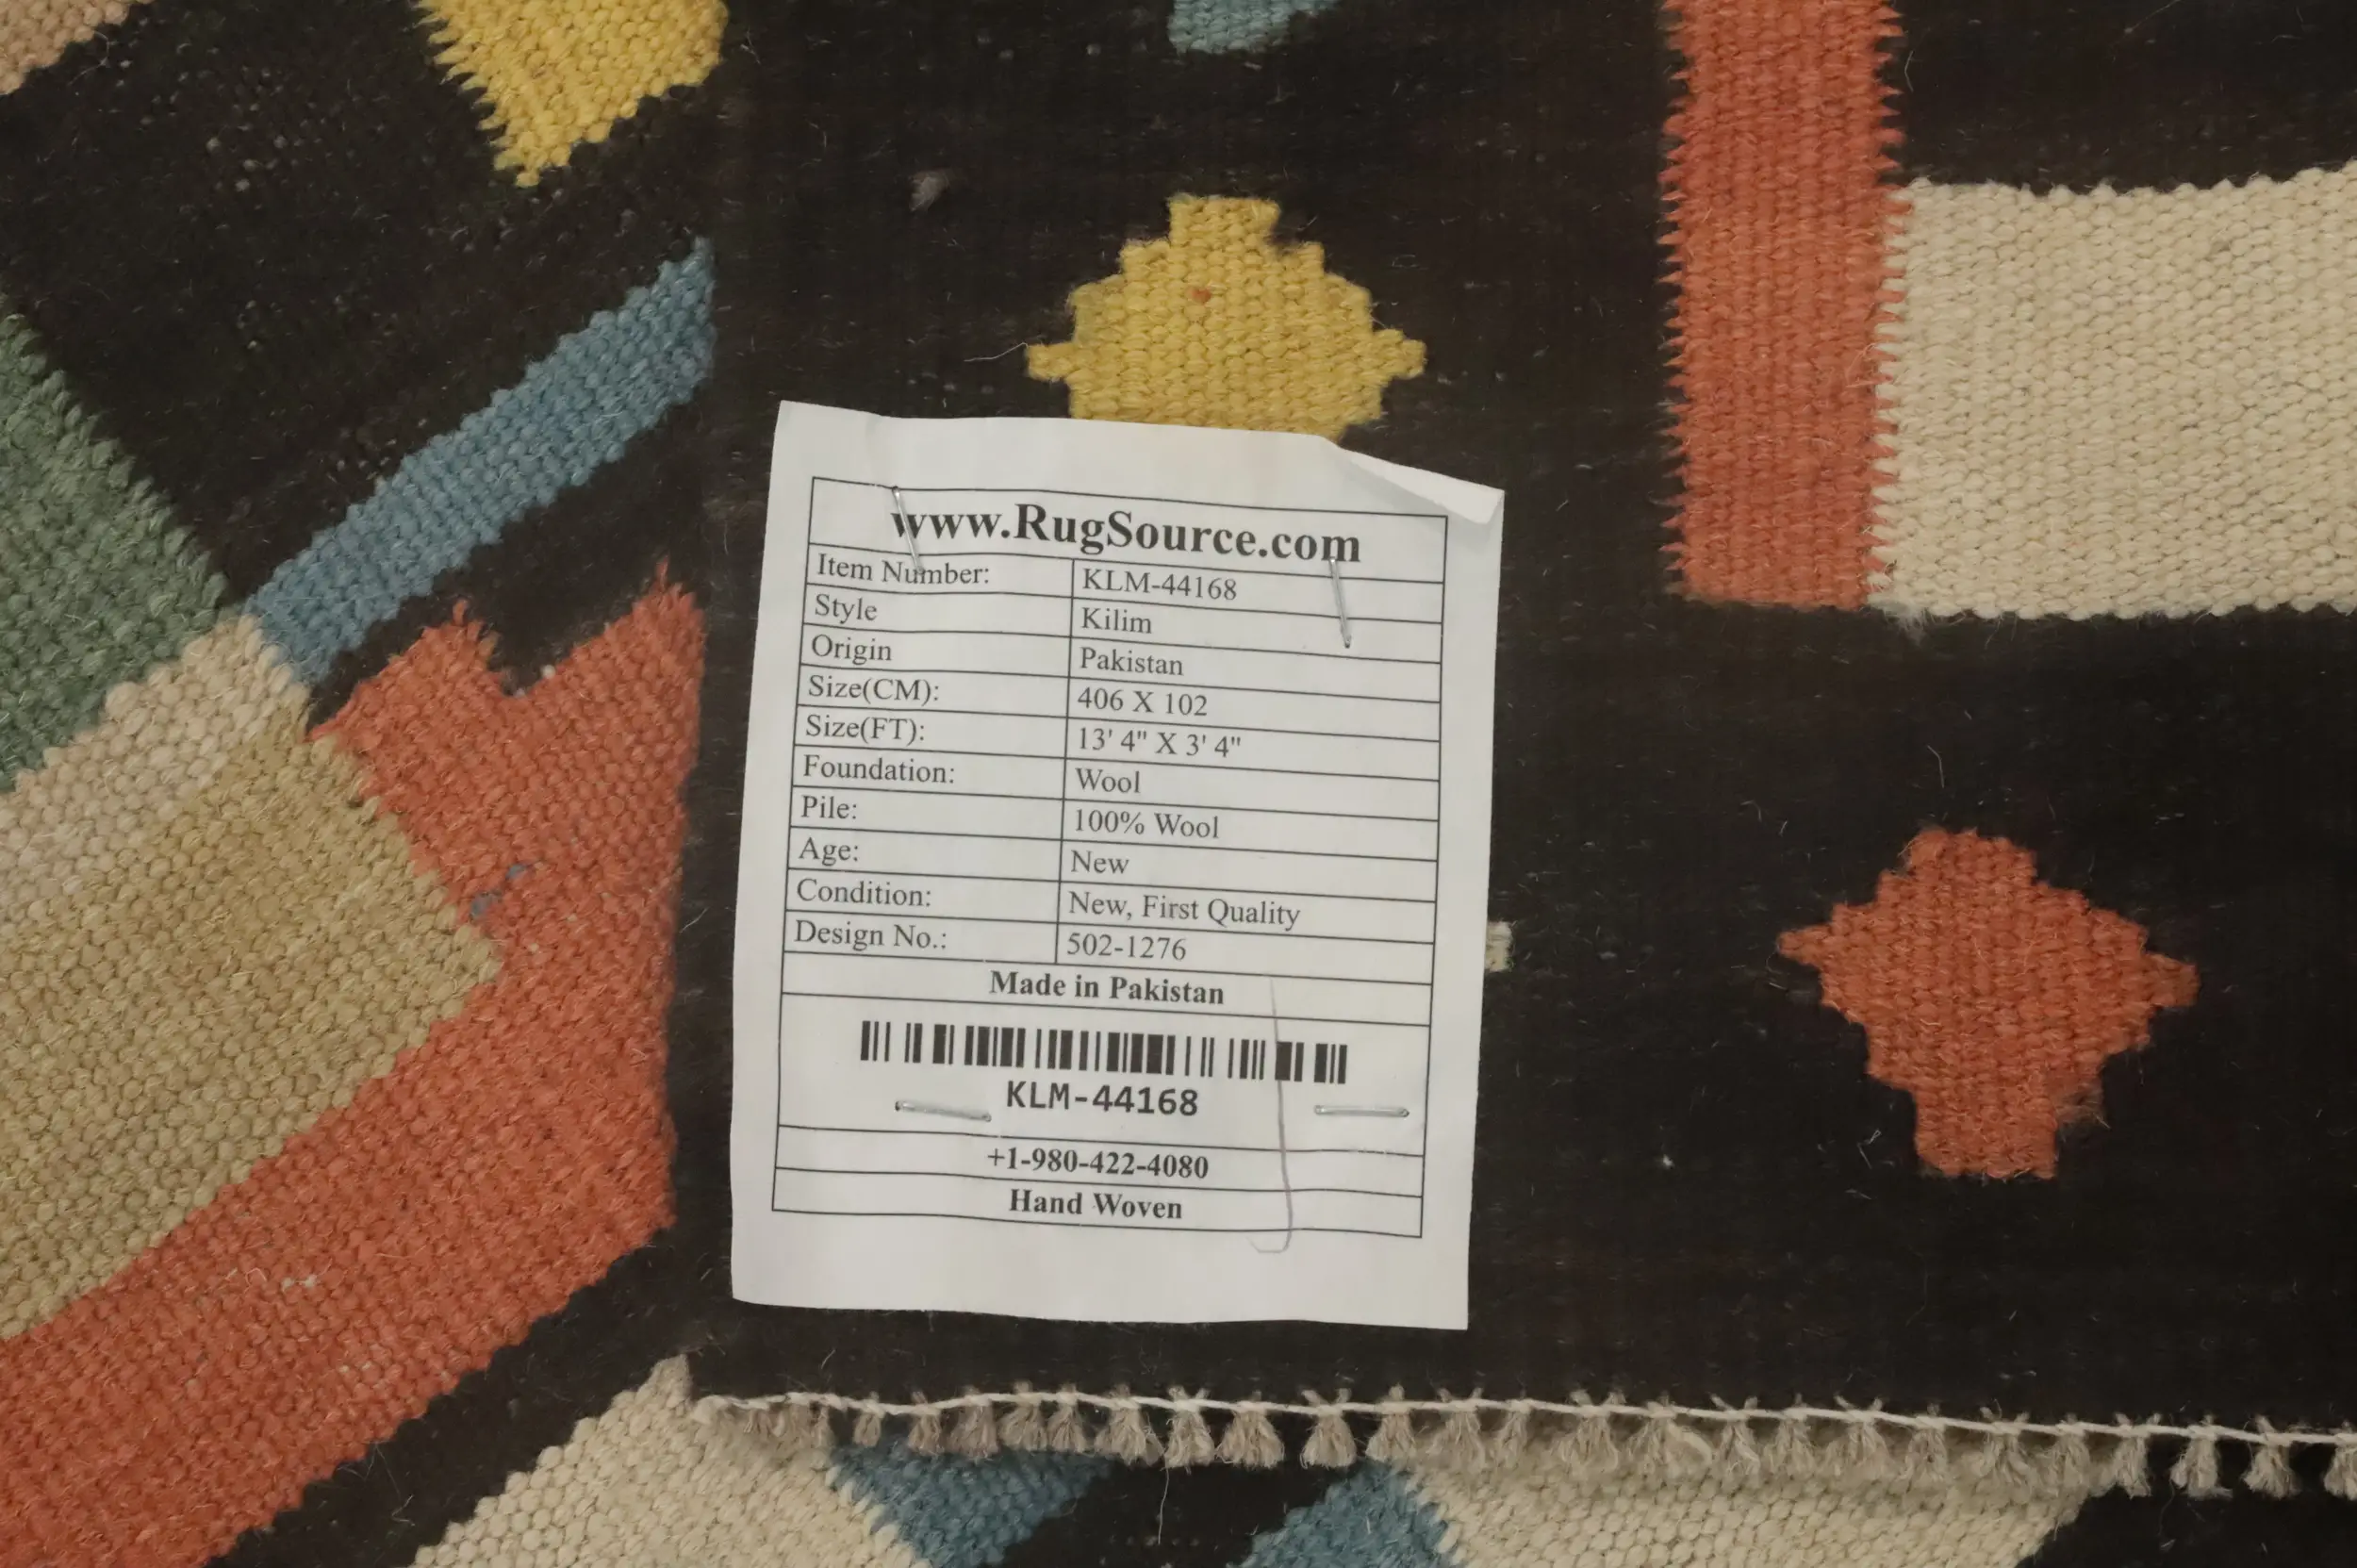 www.RugSource.com
Item Number: KLM-44168
Style Kilim
Origin Pakistan
Size(CM): 406 X 102
Size(FT): 13' 4" X 3' 4"
Foundation: Wool
Pile: 100% Wool
Age: New
Condition: New, First Quality
Design No.: 502-1276
Made in Pakistan
KLM-44168
+1-980-422-4080
Hand Woven